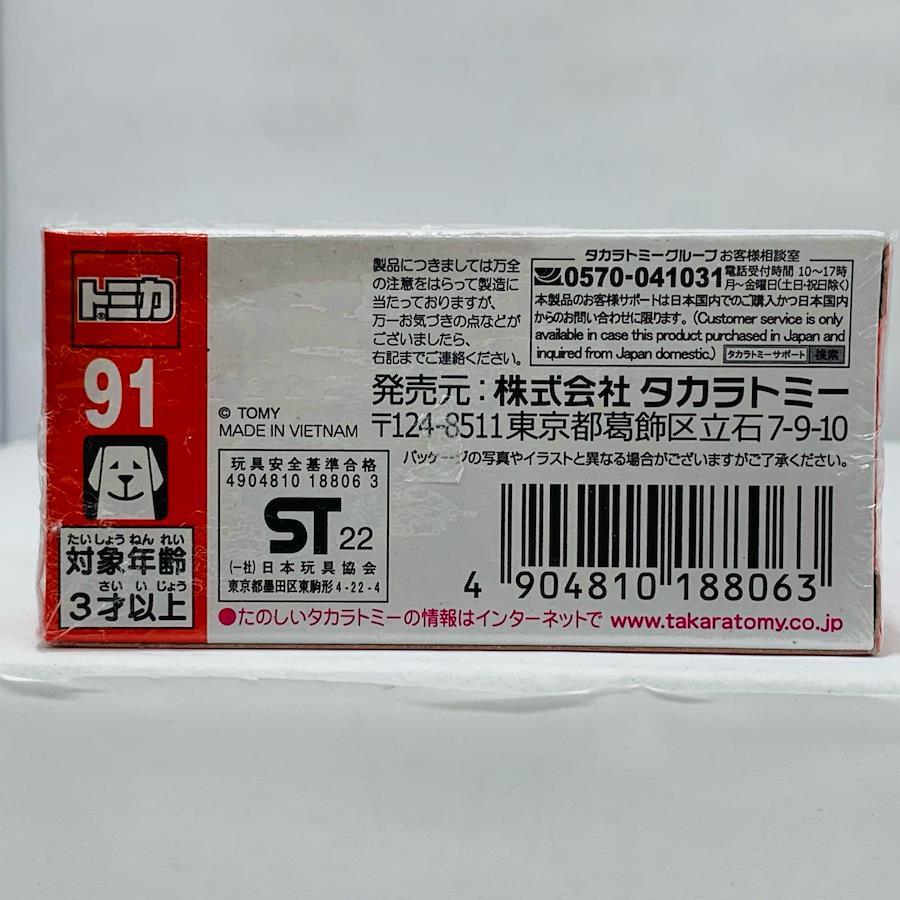 トミカ
®
91
たいしょうねんれい
対象年齢
さいいじょう
3才以上
© TOMY
MADE IN VIETNAM
製品につきましては万全
の注意をはらって製造に
当たっておりますが、
万一お気づきの点などが
ございましたら、
右記までご連絡ください。
タカラトミーグループ お客様相談室
0570-041031 電話受付時間 10〜17時
月〜金曜日(土日・祝日除く)
本製品のお客様サポートは日本国内でのご購入かつ日本国内
からのお問い合わせに限ります。(Customer service is only
available in case this product purchased in Japan and
inquired from Japan domestic.) タカラトミーサポート 検索
発売元:株式会社 タカラトミー
〒124-8511 東京都葛飾区立石7-9-10
パッケージの写真やイラストと異なる場合がございますがご了承ください。
玩具安全基準合格
4904810 18806 3
ST 22
(一社)日本玩具協会
東京都墨田区東駒形4-22-4
4 904810 188063
●たのしいタカラトミーの情報はインターネットで www.takaratomy.co.jp